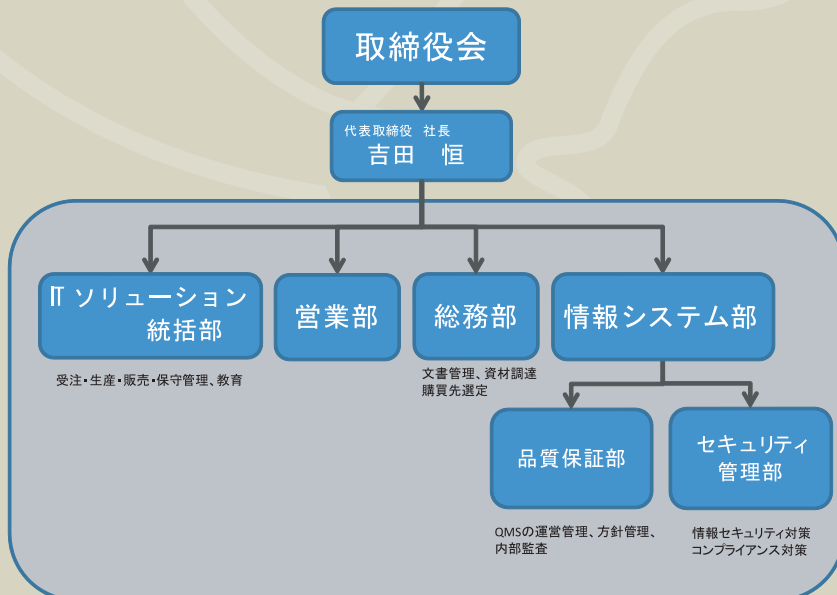 取締役会
代表取締役 社長
吉田 恒
IT ソリューション
統括部
営業部
総務部
情報システム部
受注・生産・販売・保守管理、教育
文書管理、資材調達
購買先選定
品質保証部
セキュリティ
管理部
QMSの運営管理、方針管理、
内部監査
情報セキュリティ対策
コンプライアンス対策